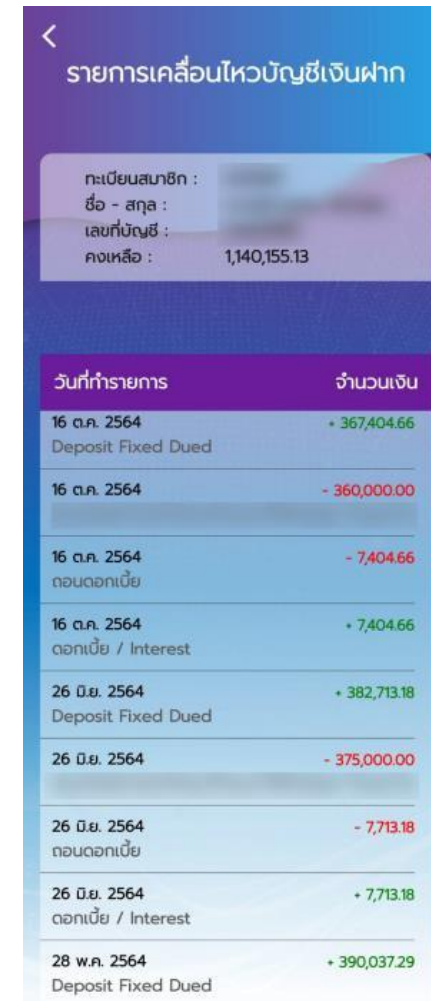 รายการเคลื่อนไหวบัญชีเงินฝาก
ทะเบียนสมาชิก :
ชื่อ - สกุล :
เลขที่บัญชี :
คงเหลือ : 1,140,155.13
วันที่ทำรายการ จำนวนเงิน
16 ต.ค. 2564 + 367,404.66
Deposit Fixed Dued
16 ต.ค. 2564 - 360,000.00
16 ต.ค. 2564 - 7,404.66
ถอนดอกเบี้ย
16 ต.ค. 2564 + 7,404.66
ดอกเบี้ย / Interest
26 มิ.ย. 2564 + 382,713.18
Deposit Fixed Dued
26 มิ.ย. 2564 - 375,000.00
26 มิ.ย. 2564 - 7,713.18
ถอนดอกเบี้ย
26 มิ.ย. 2564 + 7,713.18
ดอกเบี้ย / Interest
28 พ.ค. 2564 + 390,037.29
Deposit Fixed Dued